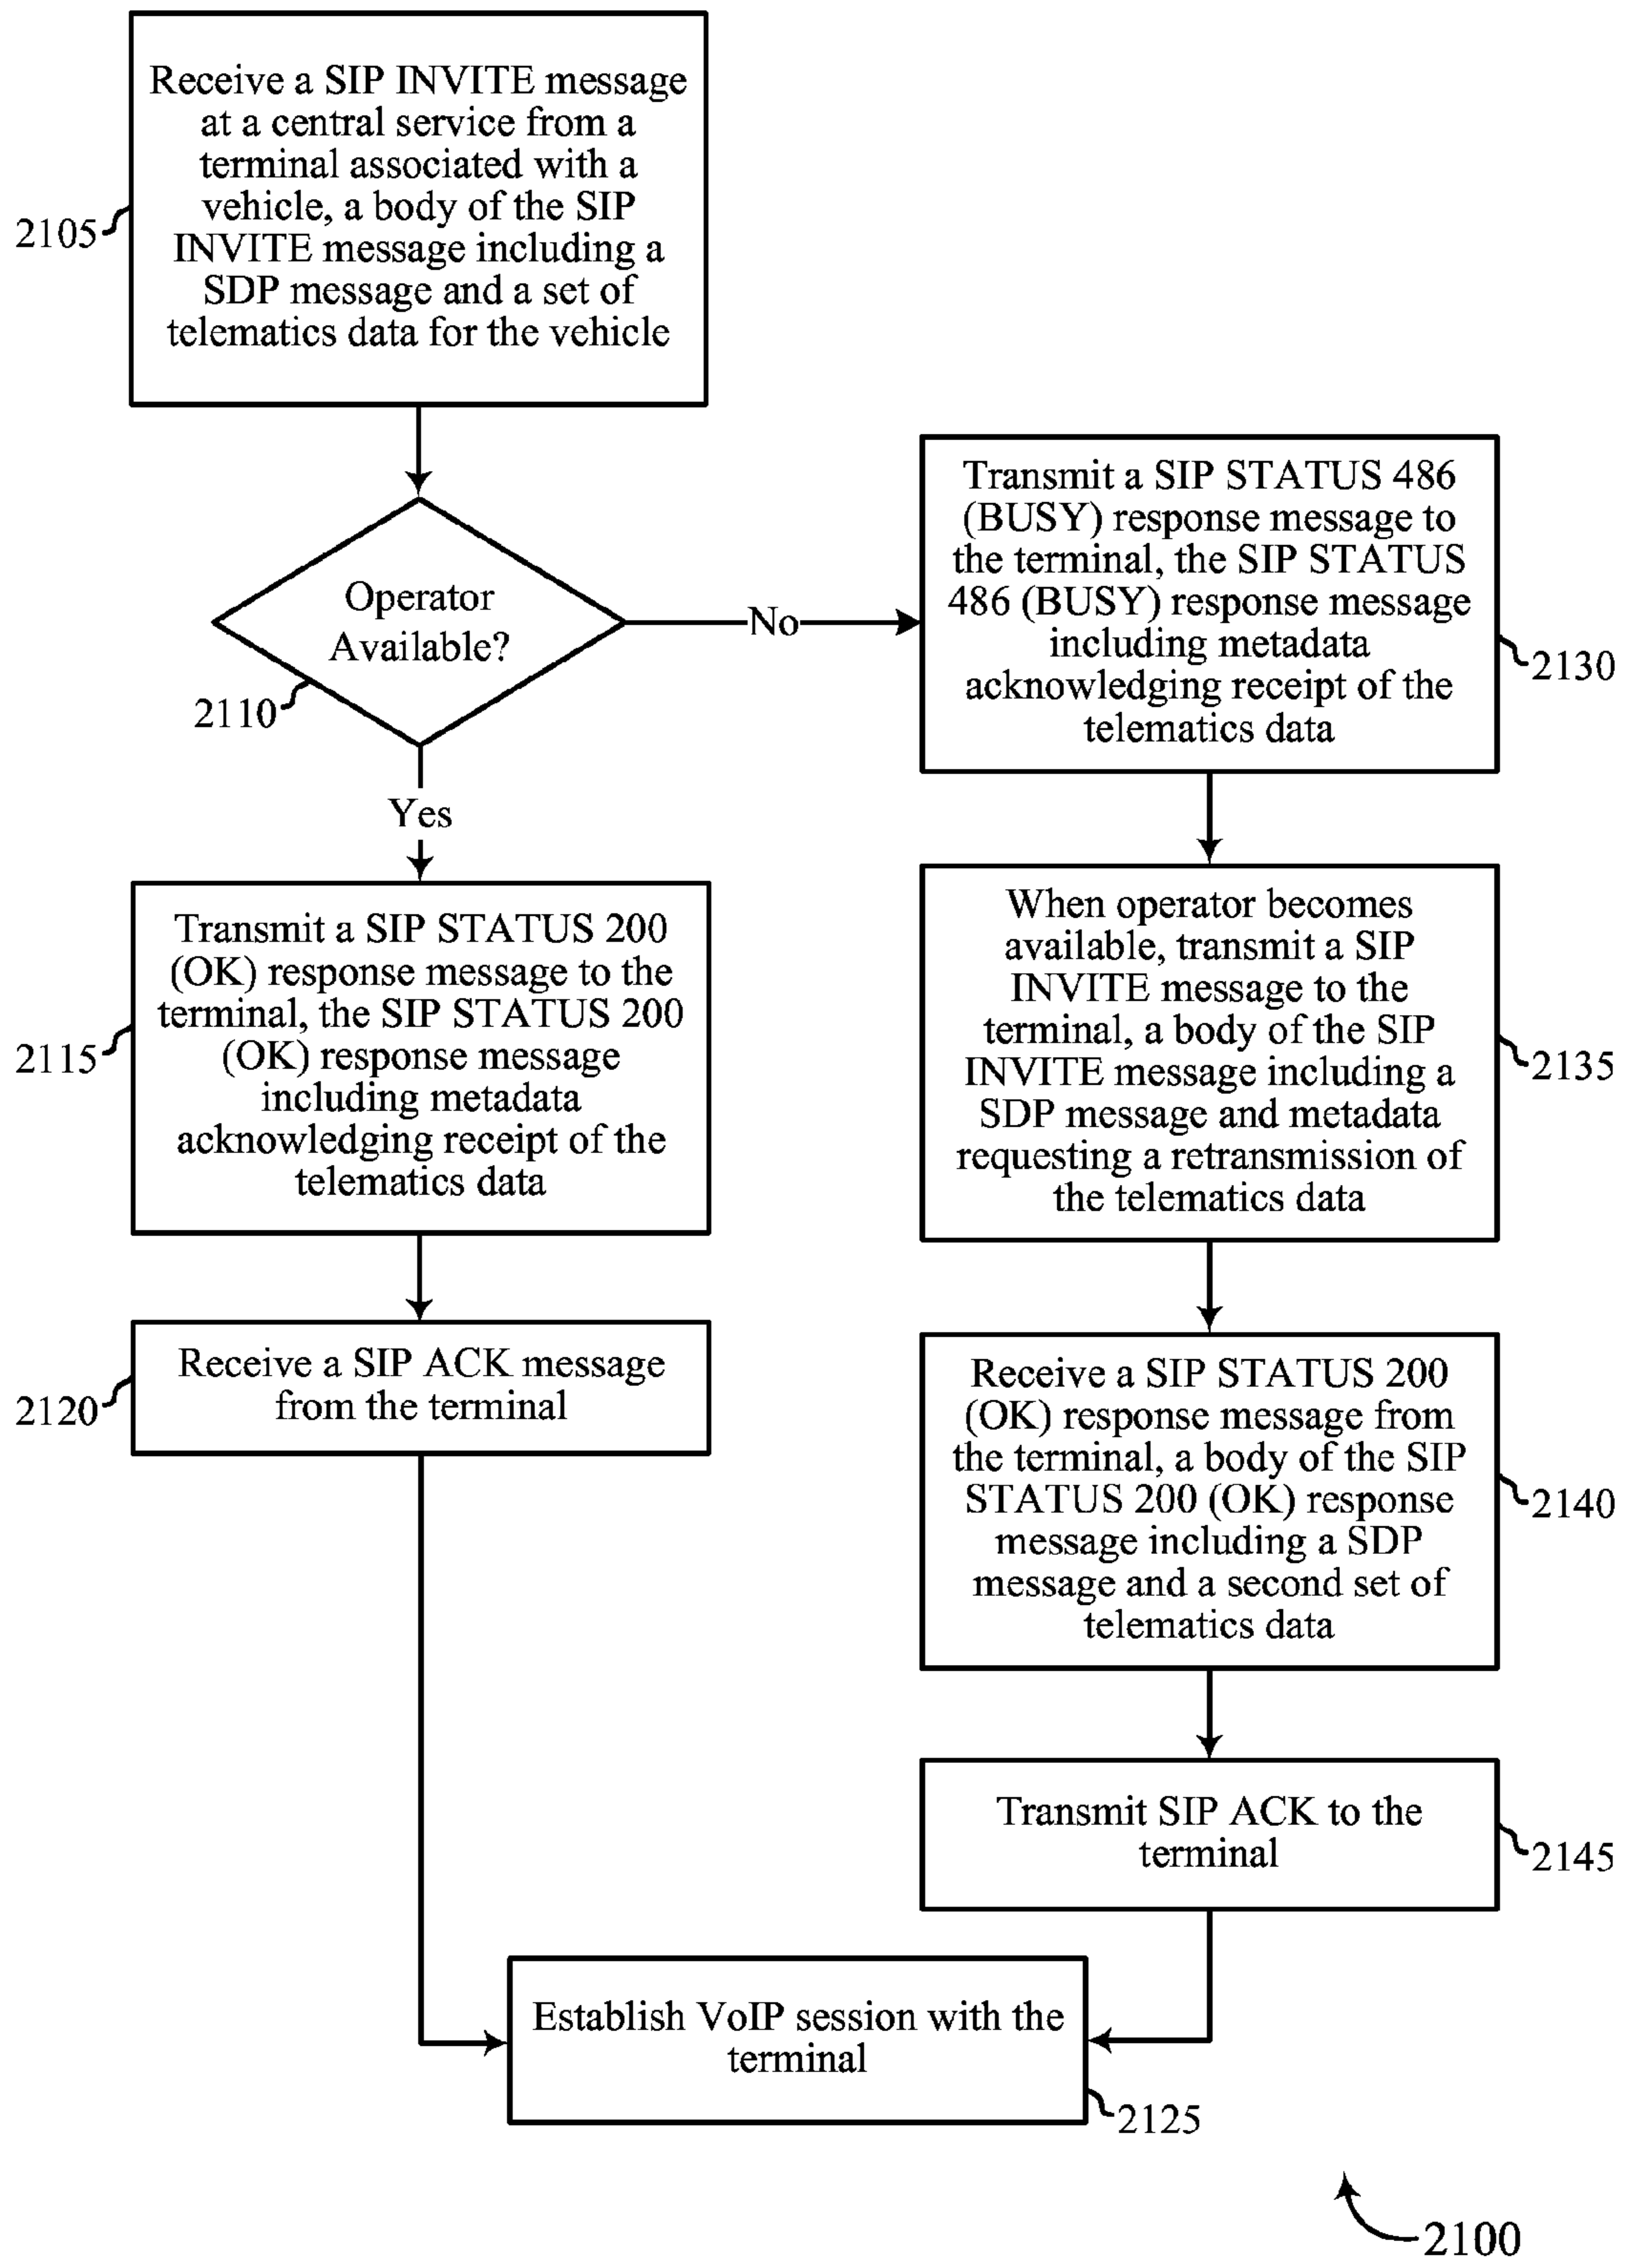 Receive a SIP INVITE message
at a central service from a
terminal associated with a
vehicle, a body of the SIP
INVITE message including a
SDP message and a set of
telematics data for the vehicle
2105
Operator
Available?
2110
No
Yes
Transmit a SIP STATUS 486
(BUSY) response message to
the terminal, the SIP STATUS
486 (BUSY) response message
including metadata
acknowledging receipt of the
telematics data
2130
Transmit a SIP STATUS 200
(OK) response message to the
terminal, the SIP STATUS 200
(OK) response message
including metadata
acknowledging receipt of the
telematics data
2115
When operator becomes
available, transmit a SIP
INVITE message to the
terminal, a body of the SIP
INVITE message including a
SDP message and metadata
requesting a retransmission of
the telematics data
2135
Receive a SIP ACK message
from the terminal
2120
Receive a SIP STATUS 200
(OK) response message from
the terminal, a body of the SIP
STATUS 200 (OK) response
message including a SDP
message and a second set of
telematics data
2140
Transmit SIP ACK to the
terminal
2145
Establish VoIP session with the
terminal
2125
2100